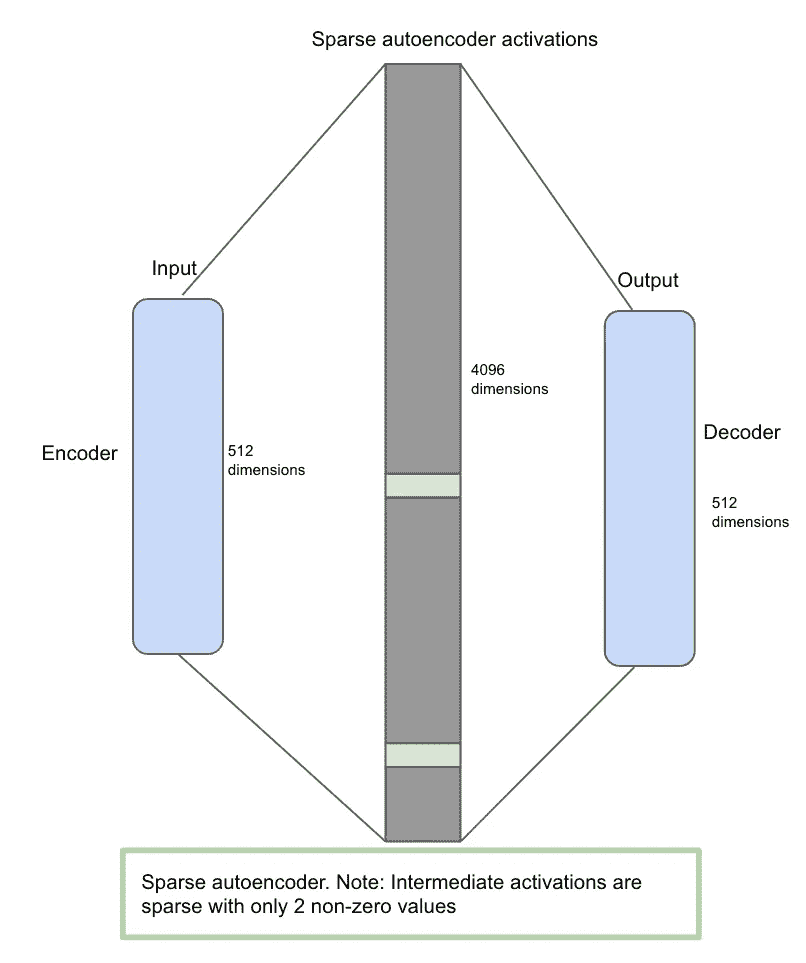 Sparse autoencoder activations
Input
Output
4096
dimensions
Encoder
512
dimensions
Decoder
512
dimensions
Sparse autoencoder. Note: Intermediate activations are
sparse with only 2 non-zero values